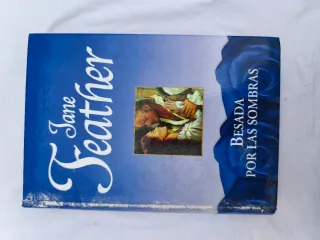 Jane
Feather
BESADA
POR LAS SOMBRAS